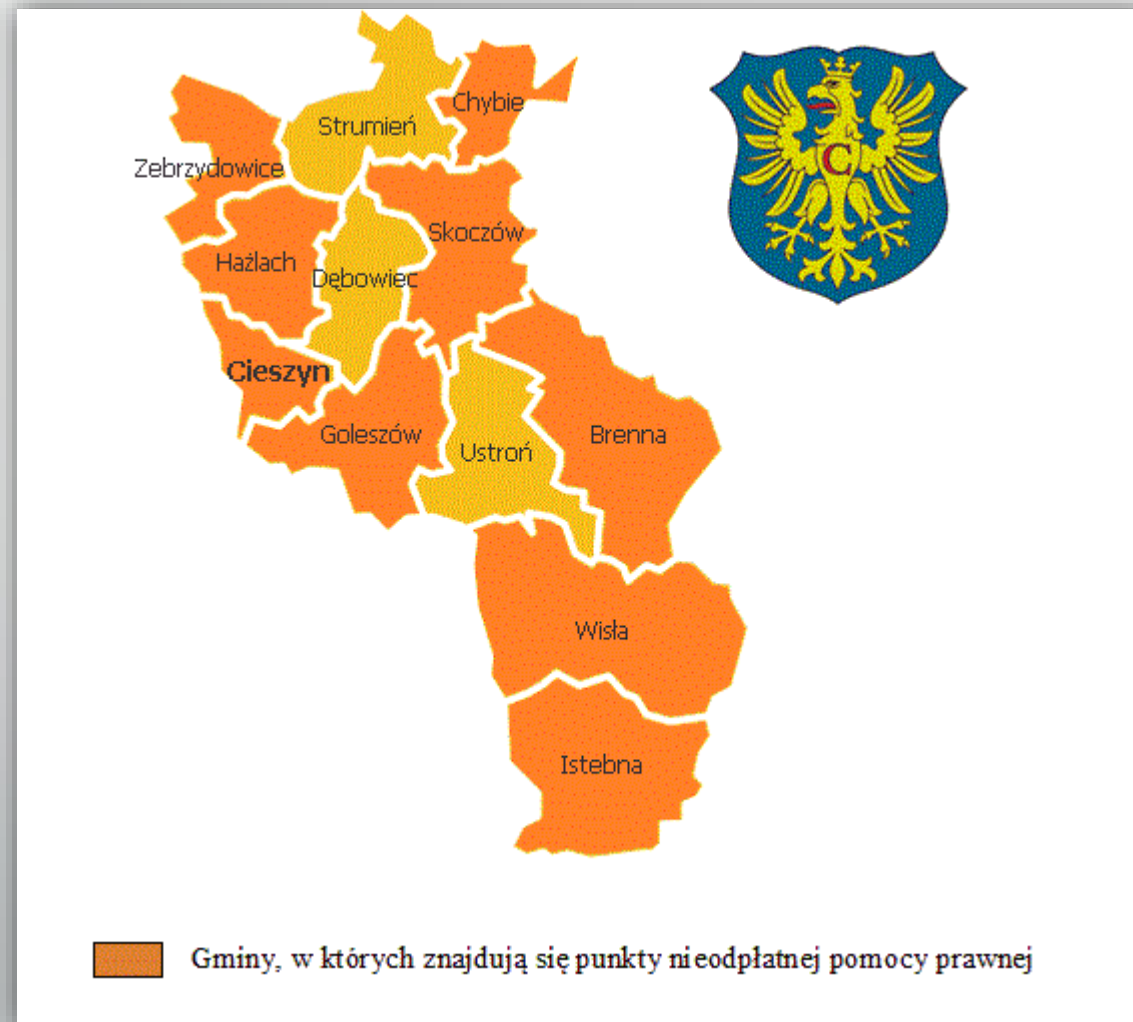 Chybie
Strumień
Zebrzydowice
Skoczów
Hażlach
Dębowiec
Cieszyn
Goleszów
Brenna
Ustroń
Wisła
Istebna
C
Gminy, w których znajdują się punkty nieodpłatnej pomocy prawnej